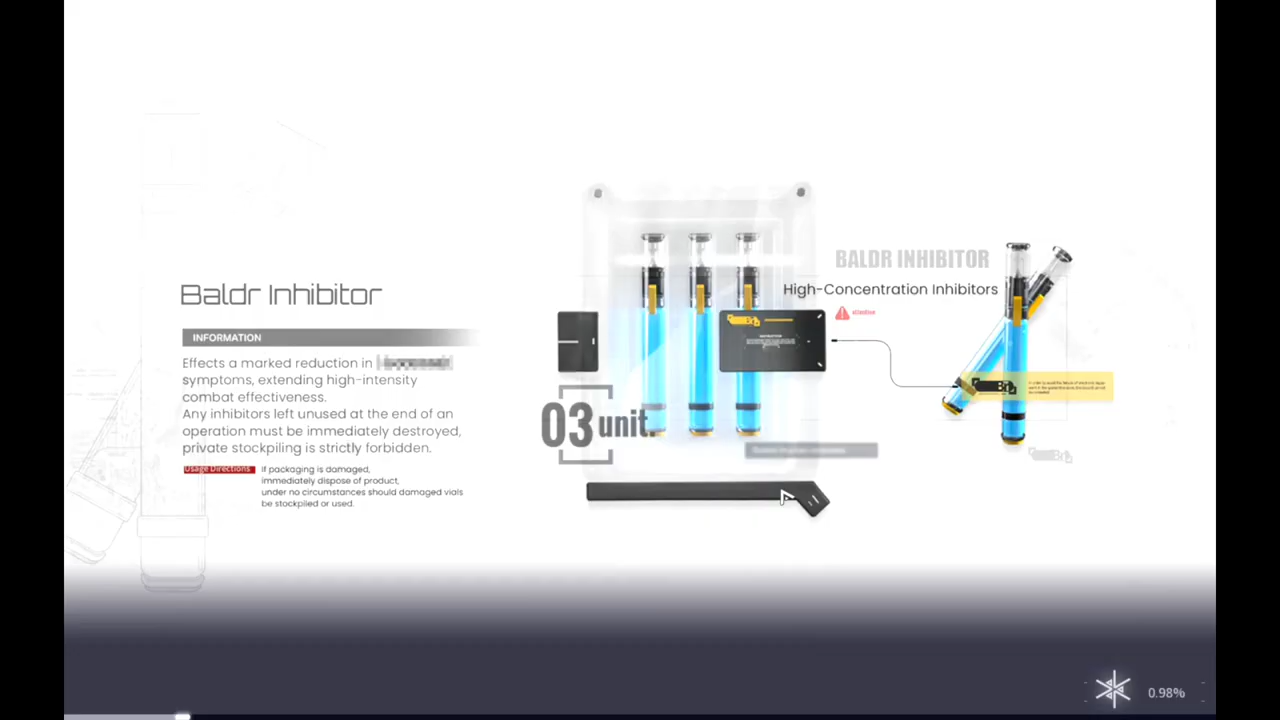 Baldr Inhibitor
INFORMATION
Effects a marked reduction in
symptoms, extending high-intensity
combat effectiveness.
Any inhibitors left unused at the end of an
operation must be immediately destroyed,
private stockpiling is strictly forbidden.
Usage Directions
If packaging is damaged,
immediately dispose of product,
under no circumstances should damaged vials
be stockpiled or used.
03 unit.
BALDR INHIBITOR
High-Concentration Inhibitors
0.98%